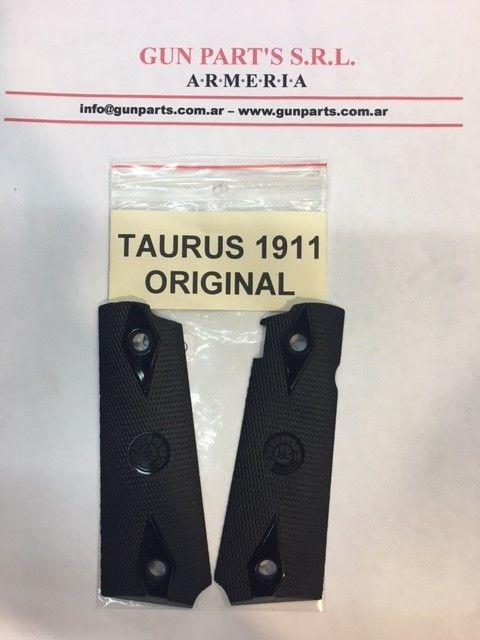 GUN PART'S S.R.L.
A·R·M·E·R·I·A
info@gunparts.com.ar – www.gunparts.com.ar
TAURUS 1911
ORIGINAL